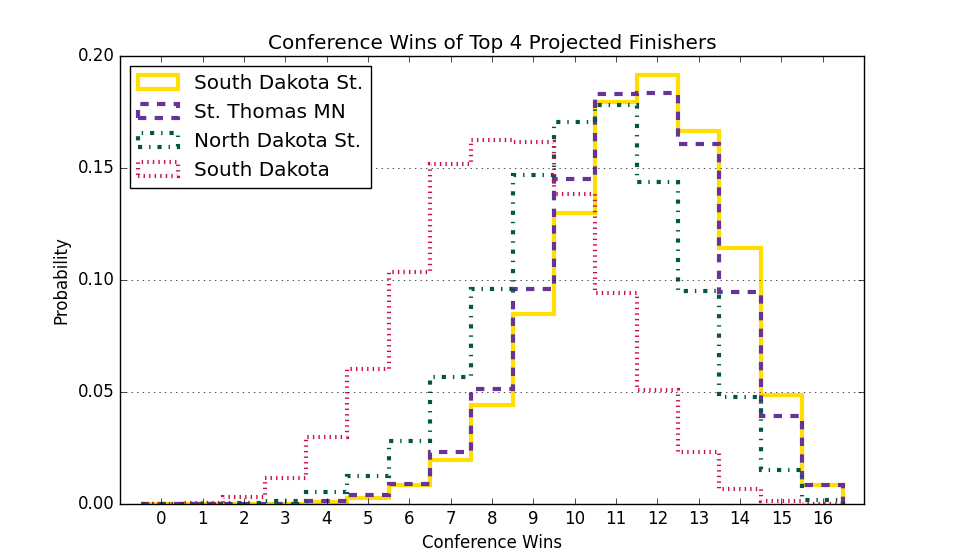 Conference Wins of Top 4 Projected Finishers
South Dakota St.
St. Thomas MN
North Dakota St.
South Dakota
0.20
0.15
0.10
0.05
0.00
Probability
0 1 2 3 4 5 6 7 8 9 10 11 12 13 14 15 16
Conference Wins